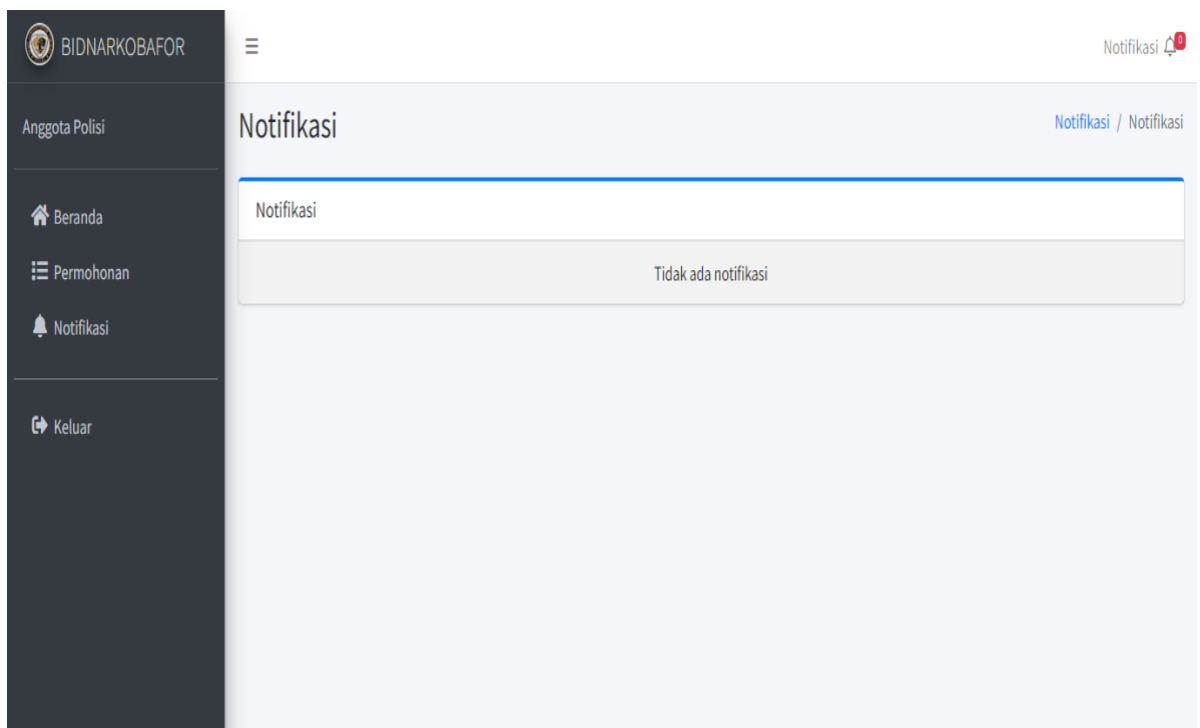 BIDNARKOBAFOR
Notifikasi 0
Anggota Polisi
Notifikasi
Notifikasi / Notifikasi
Beranda
Permohonan
Notifikasi
Keluar
Notifikasi
Tidak ada notifikasi